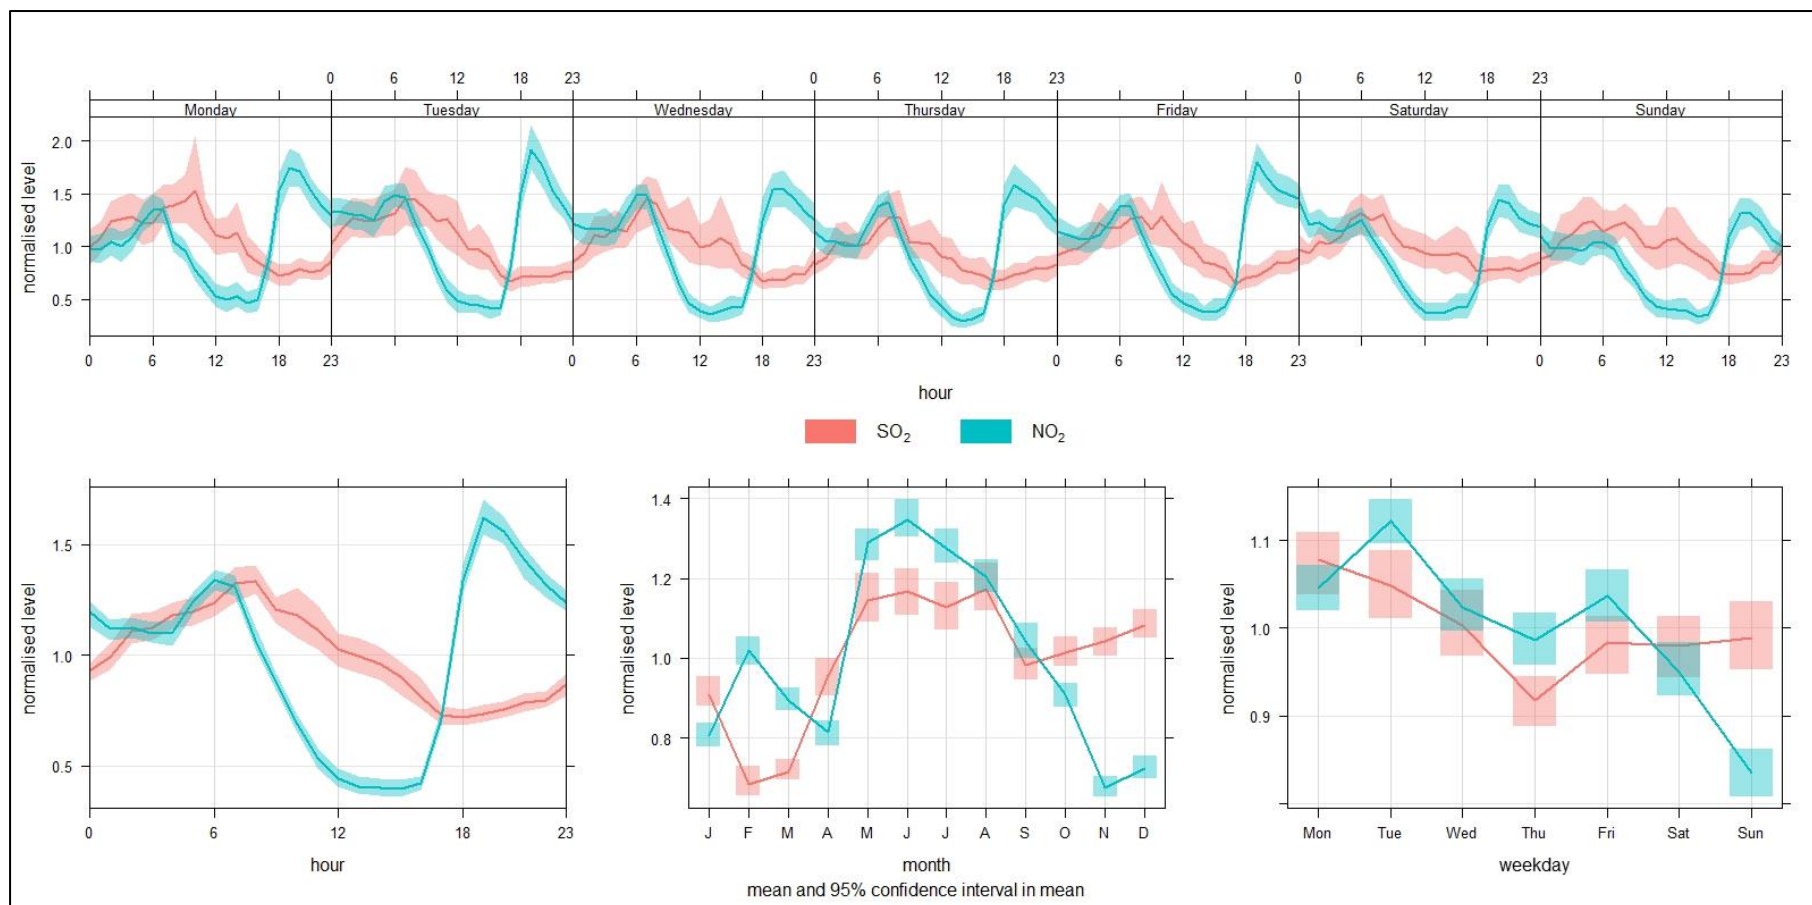 0 6 12 18 23 0 6 12 18 23 0 6 12 18 23
Monday Tuesday Wednesday Thursday Friday Saturday Sunday
normalised level
2.0
1.5
1.0
0.5
0 6 12 18 23 0 6 12 18 23 0 6 12 18 23 0 6 12 18 23
hour
SO2 NO2
normalised level
1.5
1.0
0.5
0 6 12 18 23
hour
normalised level
1.4
1.2
1.0
0.8
J F M A M J J A S O N D
month
mean and 95% confidence interval in mean
normalised level
1.1
1.0
0.9
Mon Tue Wed Thu Fri Sat Sun
weekday